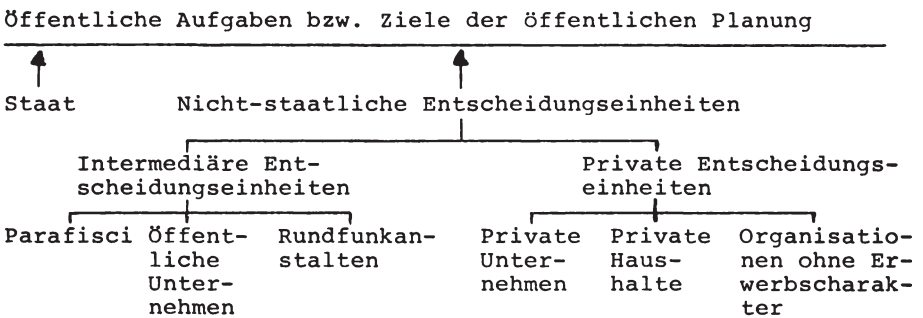 Öffentliche Aufgaben bzw. Ziele der öffentlichen Planung
Staat
Nicht-staatliche Entscheidungseinheiten
Intermediäre Ent-
scheidungseinheiten
Private Entscheidungs-
einheiten
Parafisci
Öffent-
liche
Unter-
nehmen
Rundfunkan-
stalten
Private
Unter-
nehmen
Private
Haus-
halte
Organisatio-
nen ohne Er-
werbscharak-
ter